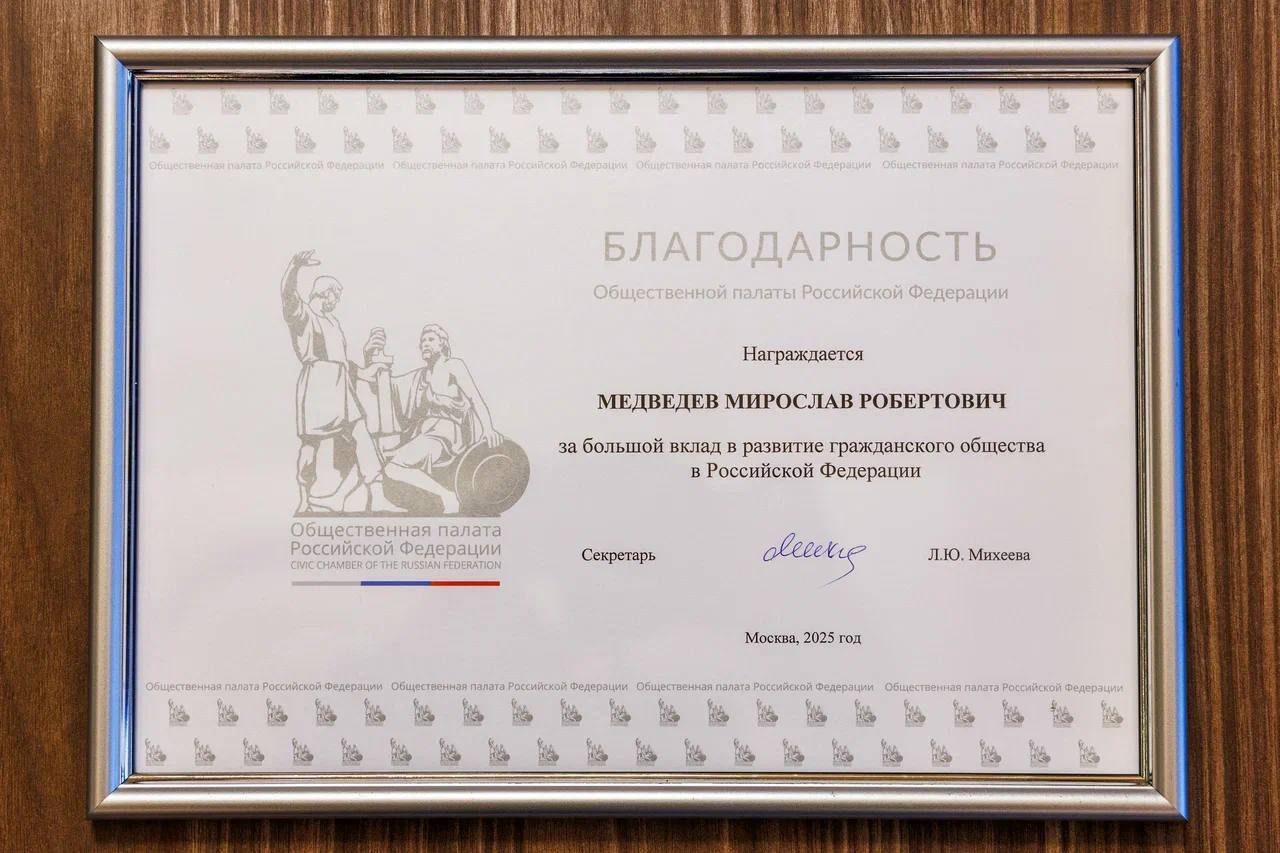 Общественная палата Российской Федерации Общественная палата Российской Федерации Общественная палата Российской Федерации Общественная палата Российской Федерации
БЛАГОДАРНОСТЬ
Общественной палаты Российской Федерации
Награждается
МЕДВЕДЕВ МИРОСЛАВ РОБЕРТОВИЧ
за большой вклад в развитие гражданского общества
в Российской Федерации
Общественная палата
Российской Федерации
CIVIC CHAMBER OF THE RUSSIAN FEDERATION
Секретарь Л.Ю. Михеева
Москва, 2025 год
Общественная палата Российской Федерации Общественная палата Российской Федерации Общественная палата Российской Федерации Общественная палата Российской Федерации